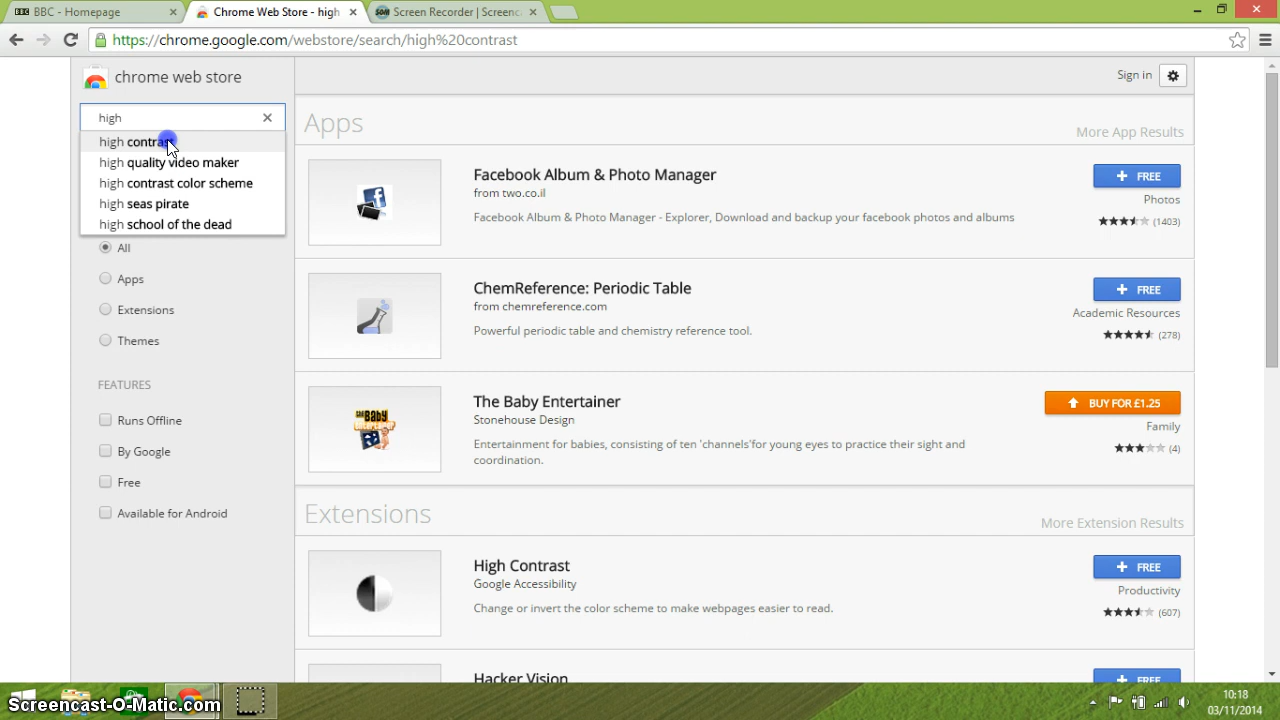 BBC - Homepage
Chrome Web Store - high
Screen Recorder | Screenc
https://chrome.google.com/webstore/search/high%20contrast
chrome web store
Sign in
high
high contrast
high quality video maker
high contrast color scheme
high seas pirate
high school of the dead
All
Apps
Extensions
Themes
FEATURES
Runs Offline
By Google
Free
Available for Android
Apps
More App Results
Facebook Album & Photo Manager
from two.co.il
Facebook Album & Photo Manager - Explorer, Download and backup your facebook photos and albums
FREE
Photos
(1403)
ChemReference: Periodic Table
from chemreference.com
Powerful periodic table and chemistry reference tool.
FREE
Academic Resources
(278)
The Baby Entertainer
Stonehouse Design
Entertainment for babies, consisting of ten 'channels'for young eyes to practice their sight and
coordination.
BUY FOR £1.25
Family
(4)
Extensions
More Extension Results
High Contrast
Google Accessibility
Change or invert the color scheme to make webpages easier to read.
FREE
Productivity
(607)
Hacker Vision
FREE
Screencast-O-Matic.com
10:18
03/11/2014